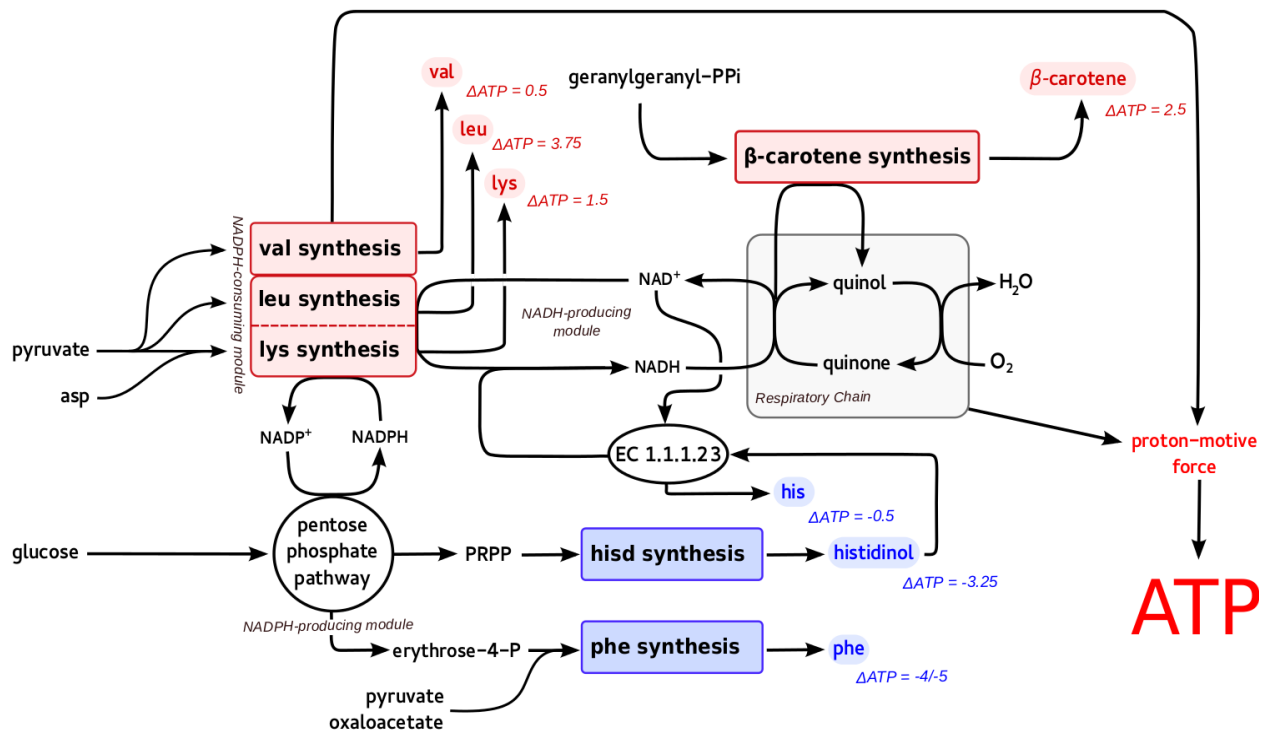 val
ΔATP = 0.5
geranylgeranyl−PPi
β-carotene
ΔATP = 2.5
leu
ΔATP = 3.75
β-carotene synthesis
lys
ΔATP = 1.5
NADPH-consuming module
val synthesis
leu synthesis
lys synthesis
pyruvate
asp
NAD⁺
NADH-producing
module
NADH
quinol
quinone
H₂O
O₂
Respiratory Chain
NADP⁺
NADPH
EC 1.1.1.23
proton−motive
force
his
ΔATP = -0.5
glucose
pentose
phosphate
pathway
PRPP
hisd synthesis
histidinol
ΔATP = -3.25
ATP
NADPH-producing module
erythrose−4−P
phe synthesis
phe
ΔATP = -4/-5
pyruvate
oxaloacetate